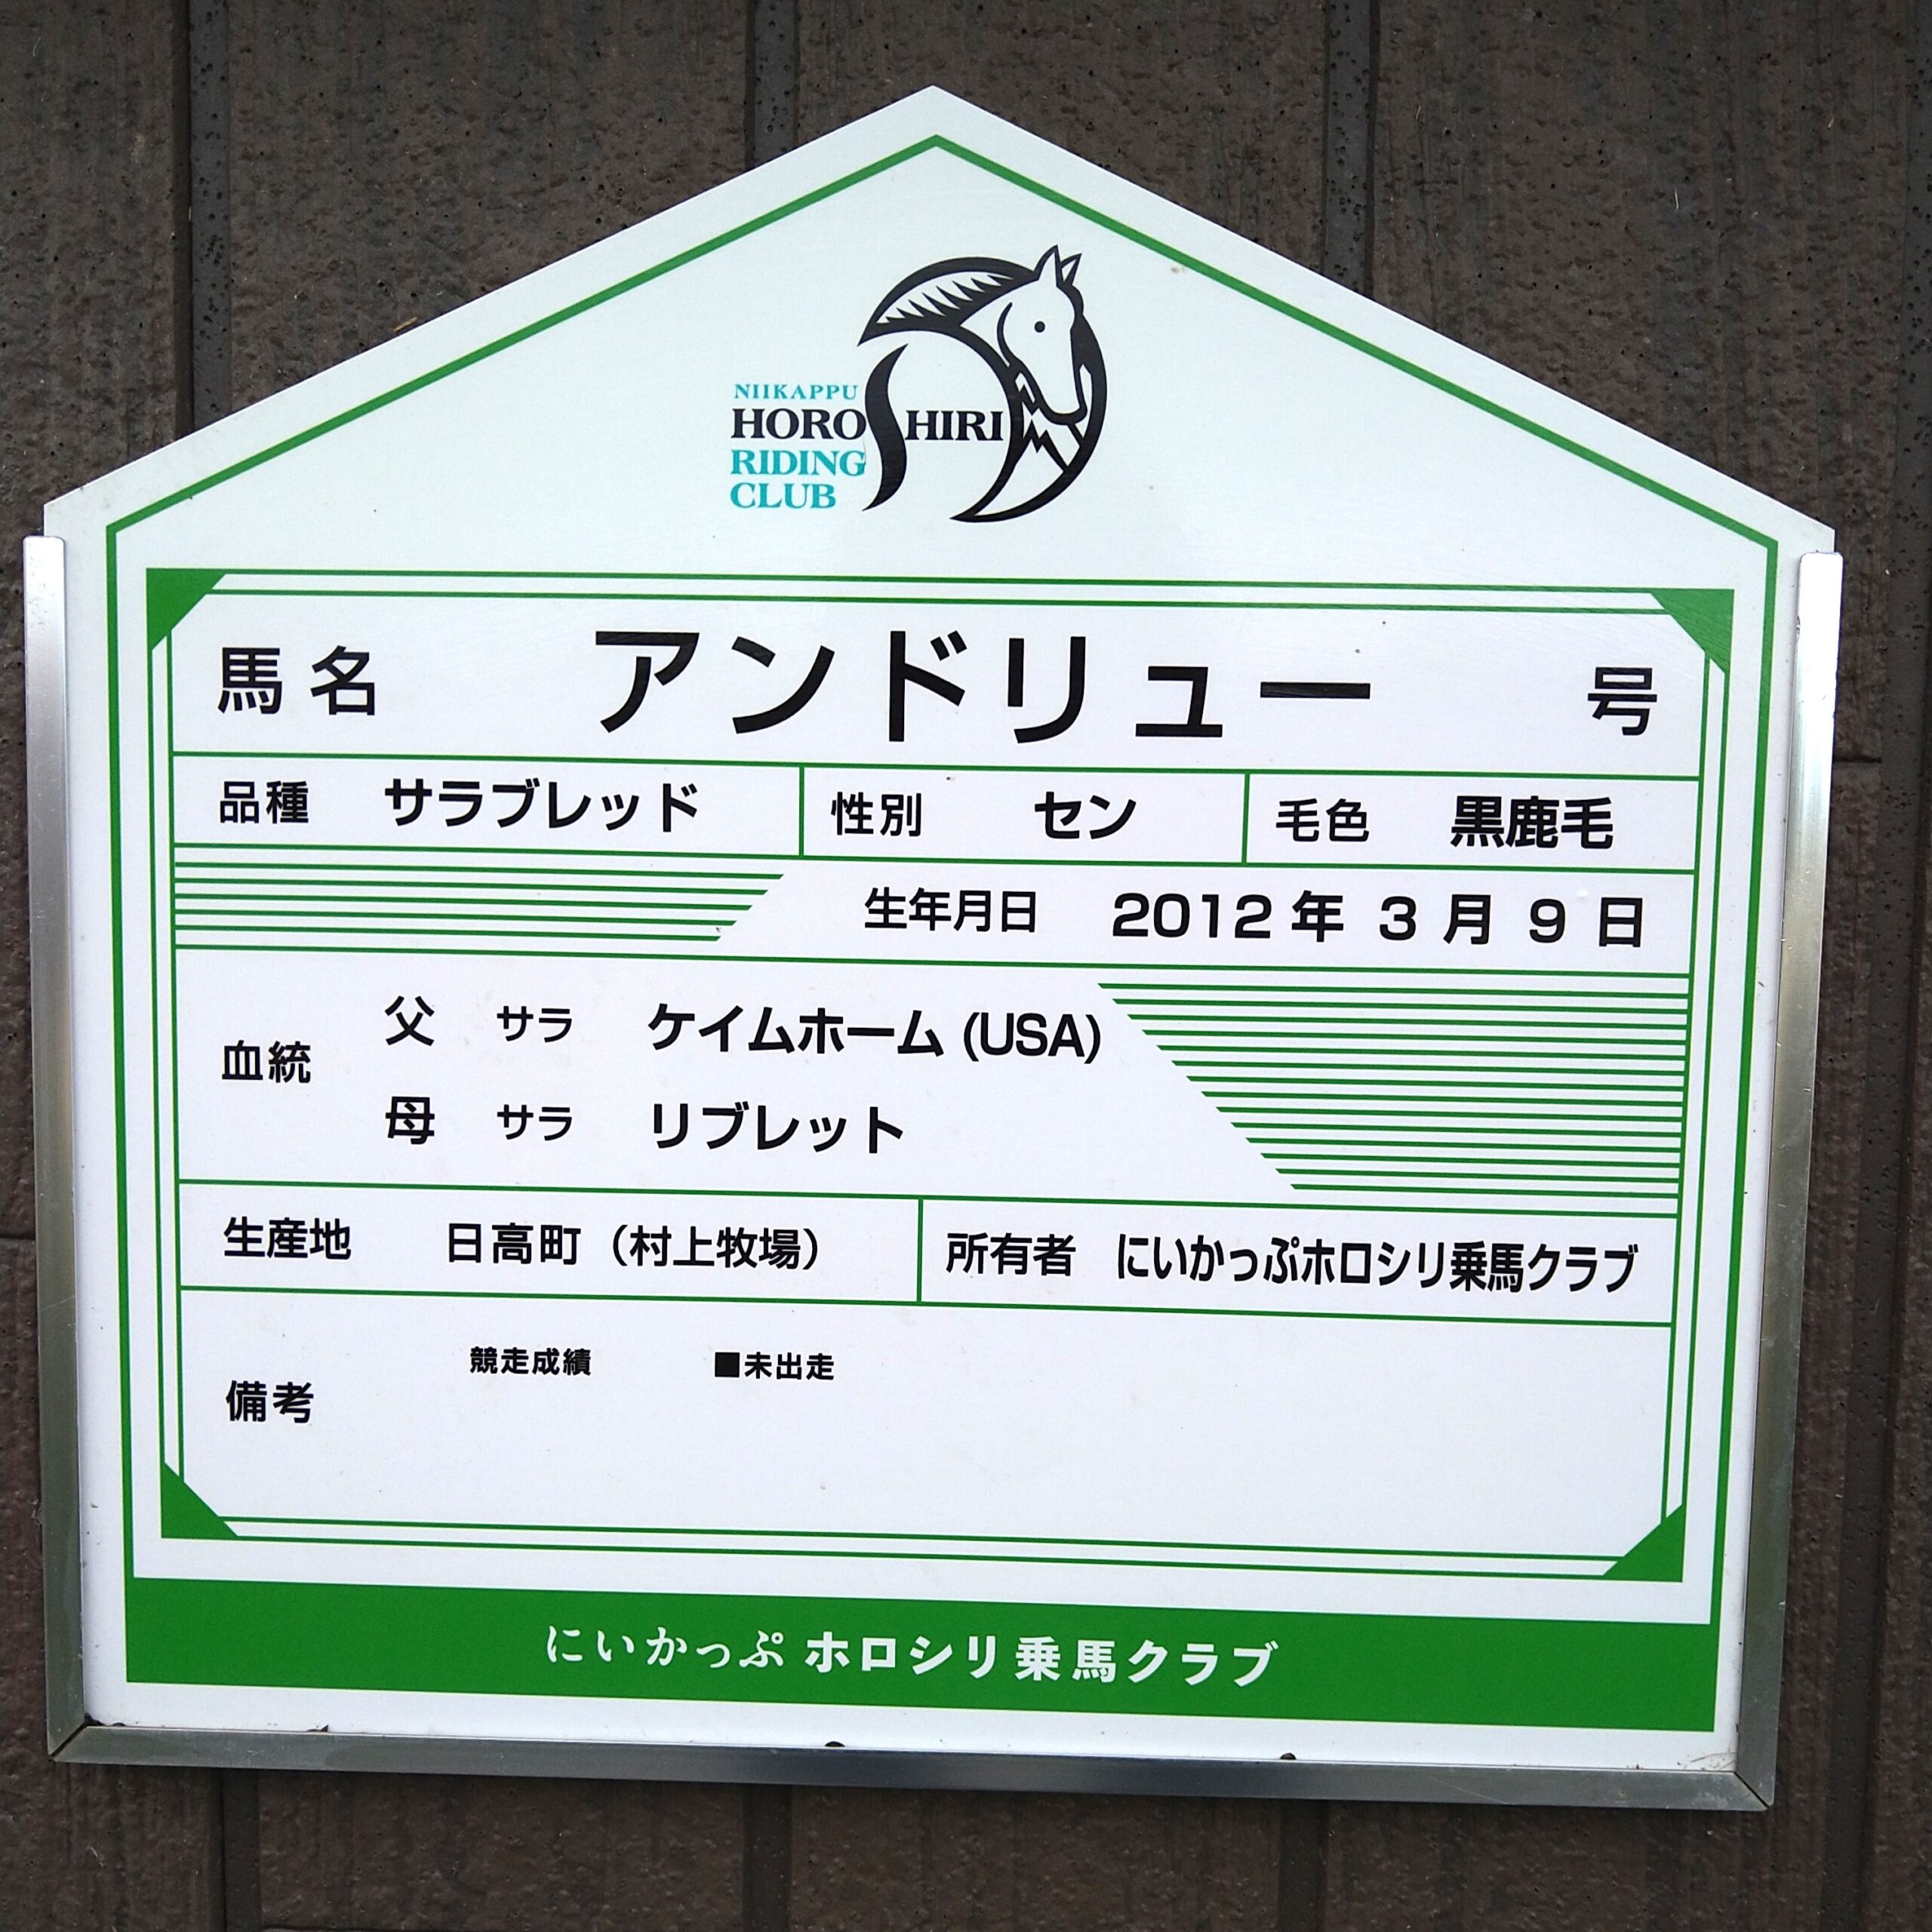 NIIKAPPU
HOROSHIRI
RIDING
CLUB
馬名 アンドリュー 号
品種 サラブレッド 性別 セン 毛色 黒鹿毛
生年月日 2012年 3月 9日
血統 父 サラ ケイムホーム (USA)
母 サラ リブレット
生産地 日高町（村上牧場） 所有者 にいかっぷホロシリ乗馬クラブ
備考 競走成績 ■未出走
にいかっぷ ホロシリ乗馬クラブ